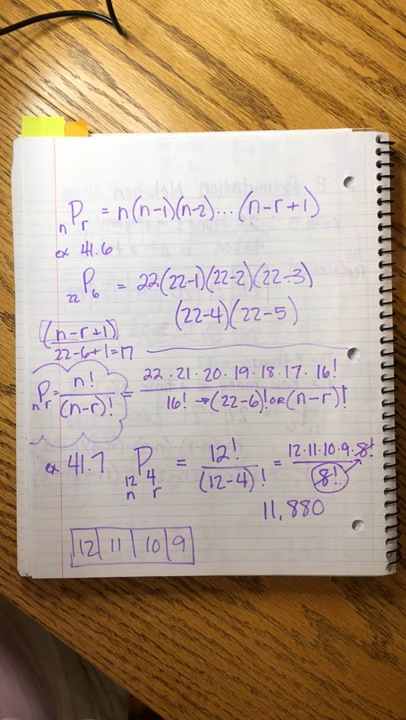 nPr = n(n-1)(n-2)...(n-r+1)
ex 41.6
22P6 = 22(22-1)(22-2)(22-3)
(22-4)(22-5)
(n-r+1)
22-6+1=17
nPr = n!/(n-r)! = 22·21·20·19·18·17·16!/16! → (22-6)! OR (n-r)!
ex 41.7 12P4 = 12!/(12-4)! = 12·11·10·9·8!/8!
n r
11,880
12 11 10 9